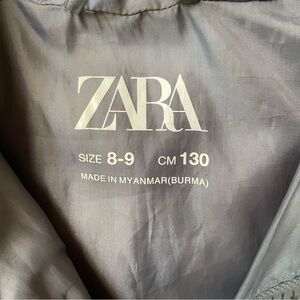 ZARA
SIZE 8-9 CM 130
MADE IN MYANMAR(BURMA)